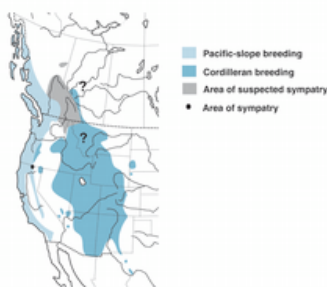 Pacific-slope breeding
Cordilleran breeding
Area of suspected sympatry
Area of sympatry
?
?